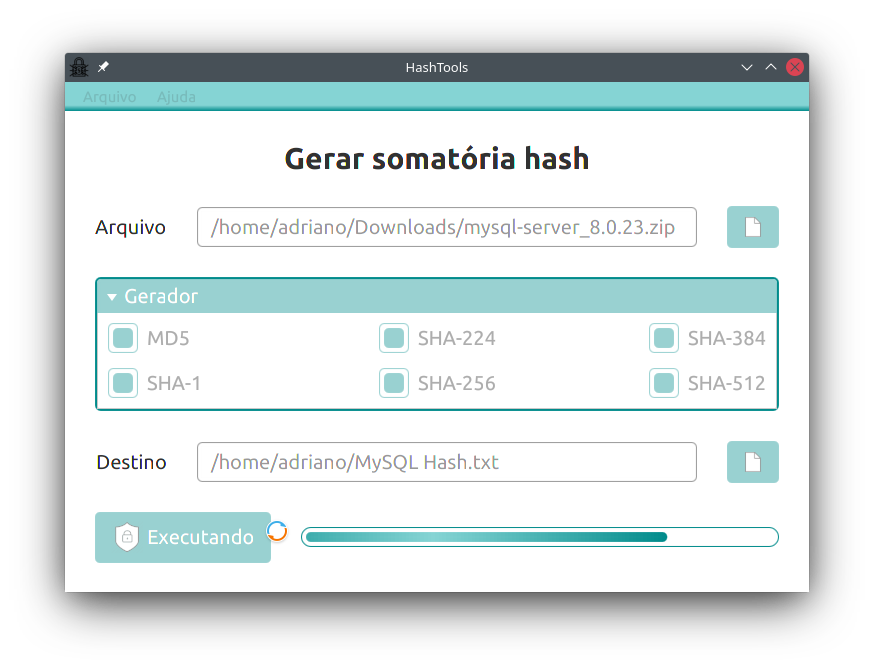 HashTools
Arquivo Ajuda
Gerar somatória hash
Arquivo /home/adriano/Downloads/mysql-server_8.0.23.zip
Gerador
MD5 SHA-224 SHA-384
SHA-1 SHA-256 SHA-512
Destino /home/adriano/MySQL Hash.txt
Executando